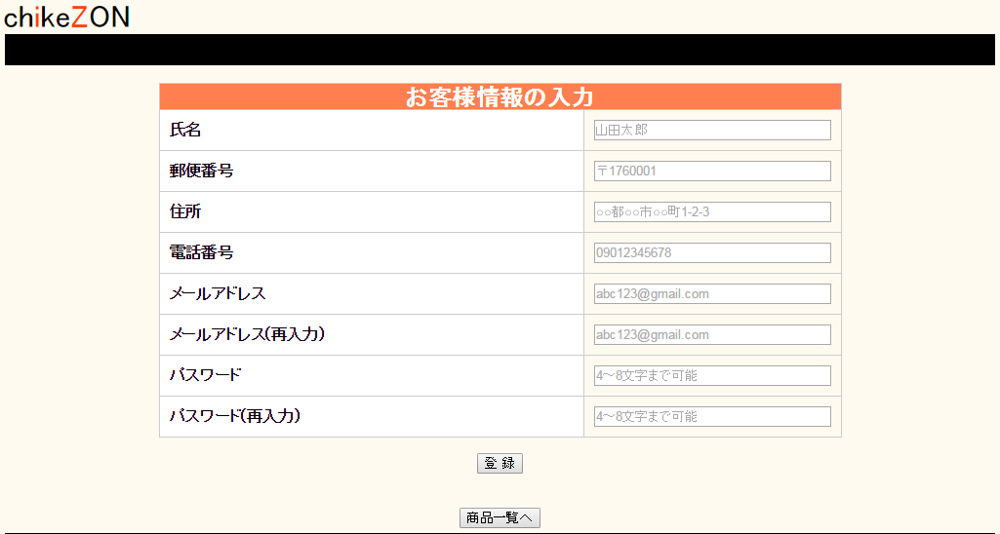 chikeZON
お客様情報の入力
氏名 山田太郎
郵便番号 〒1760001
住所 ○○都○○市○○町1-2-3
電話番号 09012345678
メールアドレス abc123@gmail.com
メールアドレス(再入力) abc123@gmail.com
パスワード 4～8文字まで可能
パスワード(再入力) 4～8文字まで可能
登 録
商品一覧へ